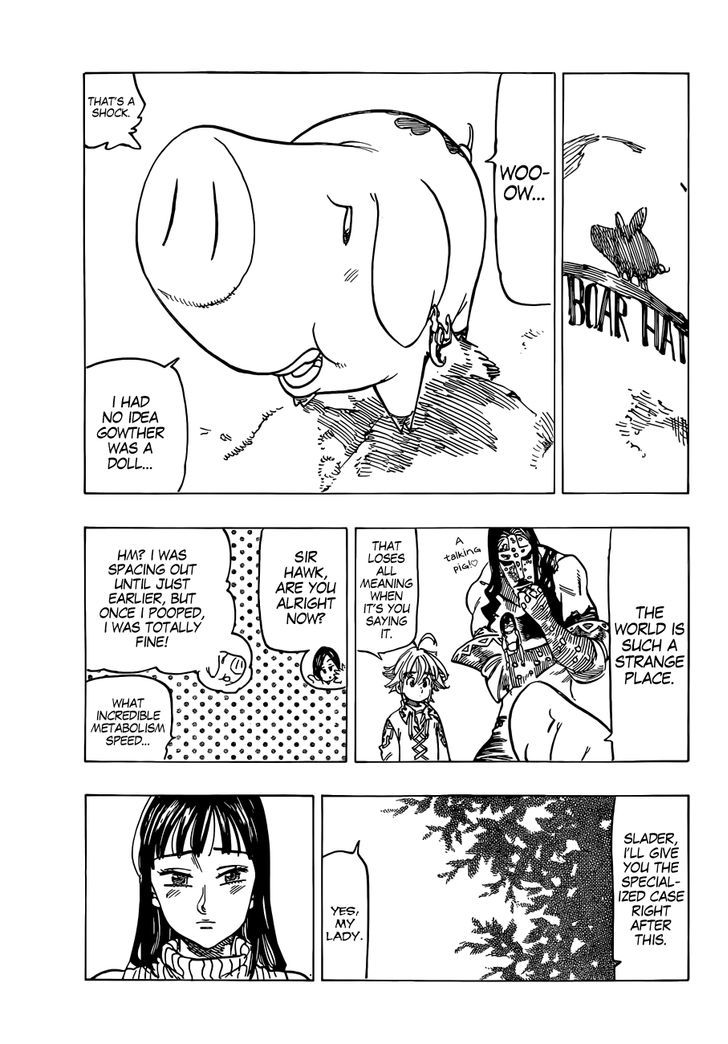 BOAR HAT
WOO-
OW...
THAT'S A
SHOCK.
I HAD
NO IDEA
GOWTHER
WAS A
DOLL...
THE
WORLD IS
SUCH A
STRANGE
PLACE.
A
talking
pig!♡
THAT
LOSES
ALL
MEANING
WHEN
IT'S YOU
SAYING
IT.
SIR
HAWK,
ARE YOU
ALRIGHT
NOW?
HM? I WAS
SPACING OUT
UNTIL JUST
EARLIER, BUT
ONCE I POOPED,
I WAS TOTALLY
FINE!
WHAT
INCREDIBLE
METABOLISM
SPEED...
SLADER,
I'LL GIVE
YOU THE
SPECIAL-
IZED CASE
RIGHT
AFTER
THIS.
YES,
MY
LADY.